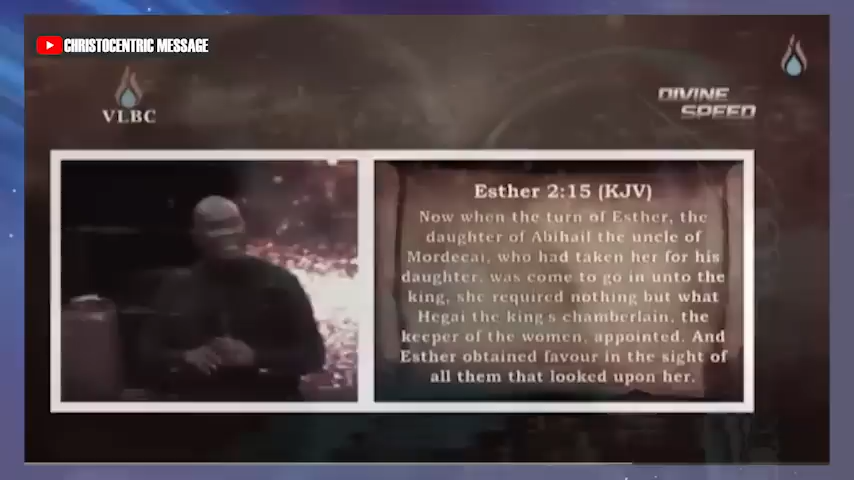 CHRISTOCENTRIC MESSAGE
VLBC
DIVINE
SPEED
Esther 2:15 (KJV)
Now when the turn of Esther, the
daughter of Abihail the uncle of
Mordecai, who had taken her for his
daughter, was come to go in unto the
king, she required nothing but what
Hegai the king's chamberlain, the
keeper of the women, appointed. And
Esther obtained favour in the sight of
all them that looked upon her.